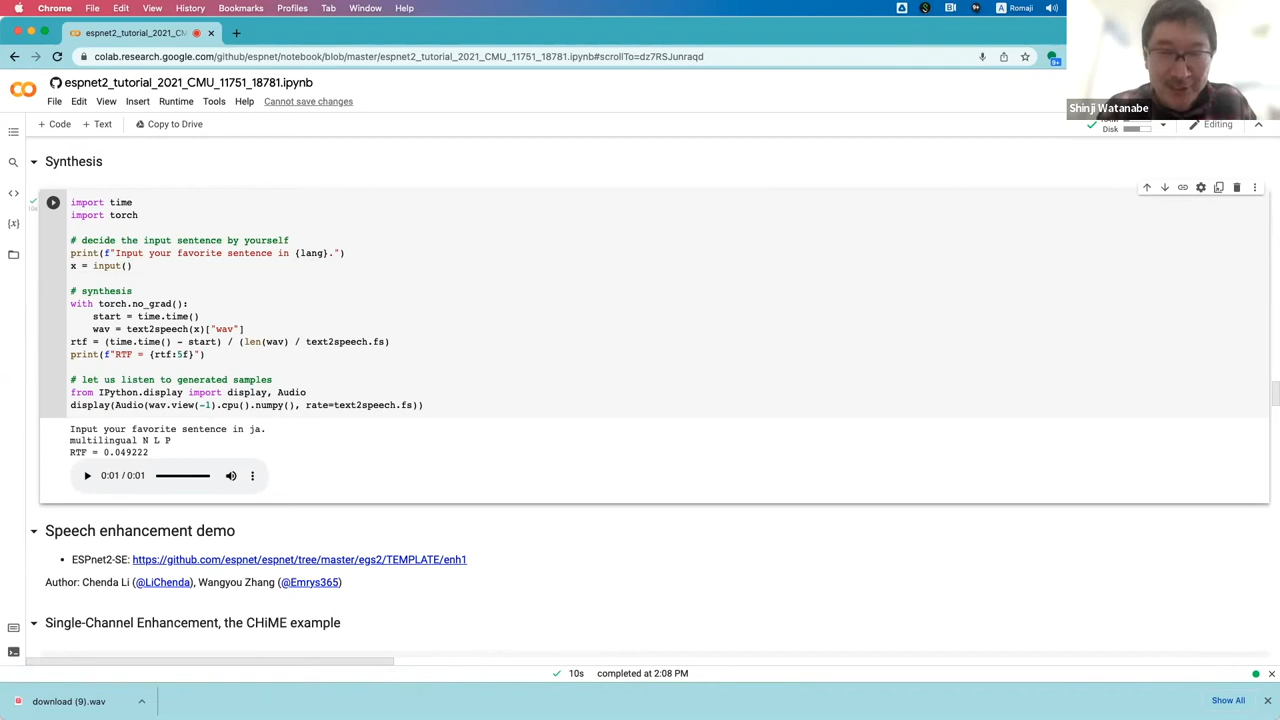 Chrome File Edit View History Bookmarks Profiles Tab Window Help Romaji
espnet2_tutorial_2021_CM
colab.research.google.com/github/espnet/notebook/blob/master/espnet2_tutorial_2021_CMU_11751_18781.ipynb#scrollTo=dz7RSJunraqd
9+
Shinji Watanabe
espnet2_tutorial_2021_CMU_11751_18781.ipynb
File Edit View Insert Runtime Tools Help Cannot save changes
+ Code + Text Copy to Drive
Disk Editing
Synthesis
10s
import time
import torch
# decide the input sentence by yourself
print(f"Input your favorite sentence in {lang}.")
x = input()
# synthesis
with torch.no_grad():
start = time.time()
wav = text2speech(x)["wav"]
rtf = (time.time() - start) / (len(wav) / text2speech.fs)
print(f"RTF = {rtf:5f}")
# let us listen to generated samples
from IPython.display import display, Audio
display(Audio(wav.view(-1).cpu().numpy(), rate=text2speech.fs))
Input your favorite sentence in ja.
multilingual N L P
RTF = 0.049222
0:01 / 0:01
Speech enhancement demo
• ESPnet2-SE: https://github.com/espnet/espnet/tree/master/egs2/TEMPLATE/enh1
Author: Chenda Li (@LiChenda), Wangyou Zhang (@Emrys365)
Single-Channel Enhancement, the CHiME example
10s completed at 2:08 PM
download (9).wav
Show All